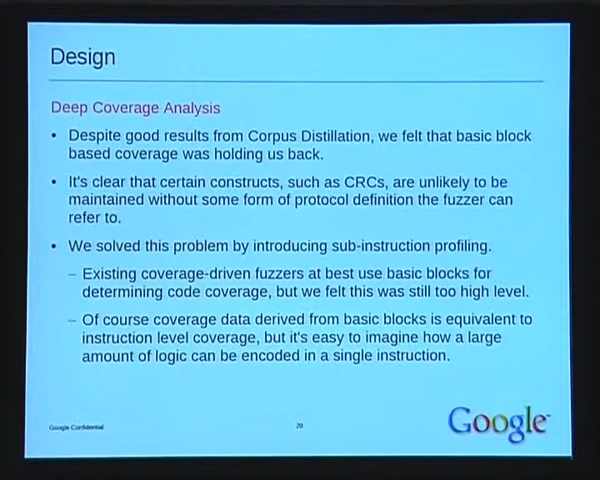 Design
Deep Coverage Analysis
• Despite good results from Corpus Distillation, we felt that basic block
based coverage was holding us back.
• It's clear that certain constructs, such as CRCs, are unlikely to be
maintained without some form of protocol definition the fuzzer can
refer to.
• We solved this problem by introducing sub-instruction profiling.
– Existing coverage-driven fuzzers at best use basic blocks for
determining code coverage, but we felt this was still too high level.
– Of course coverage data derived from basic blocks is equivalent to
instruction level coverage, but it's easy to imagine how a large
amount of logic can be encoded in a single instruction.
Google Confidential
20
Google™